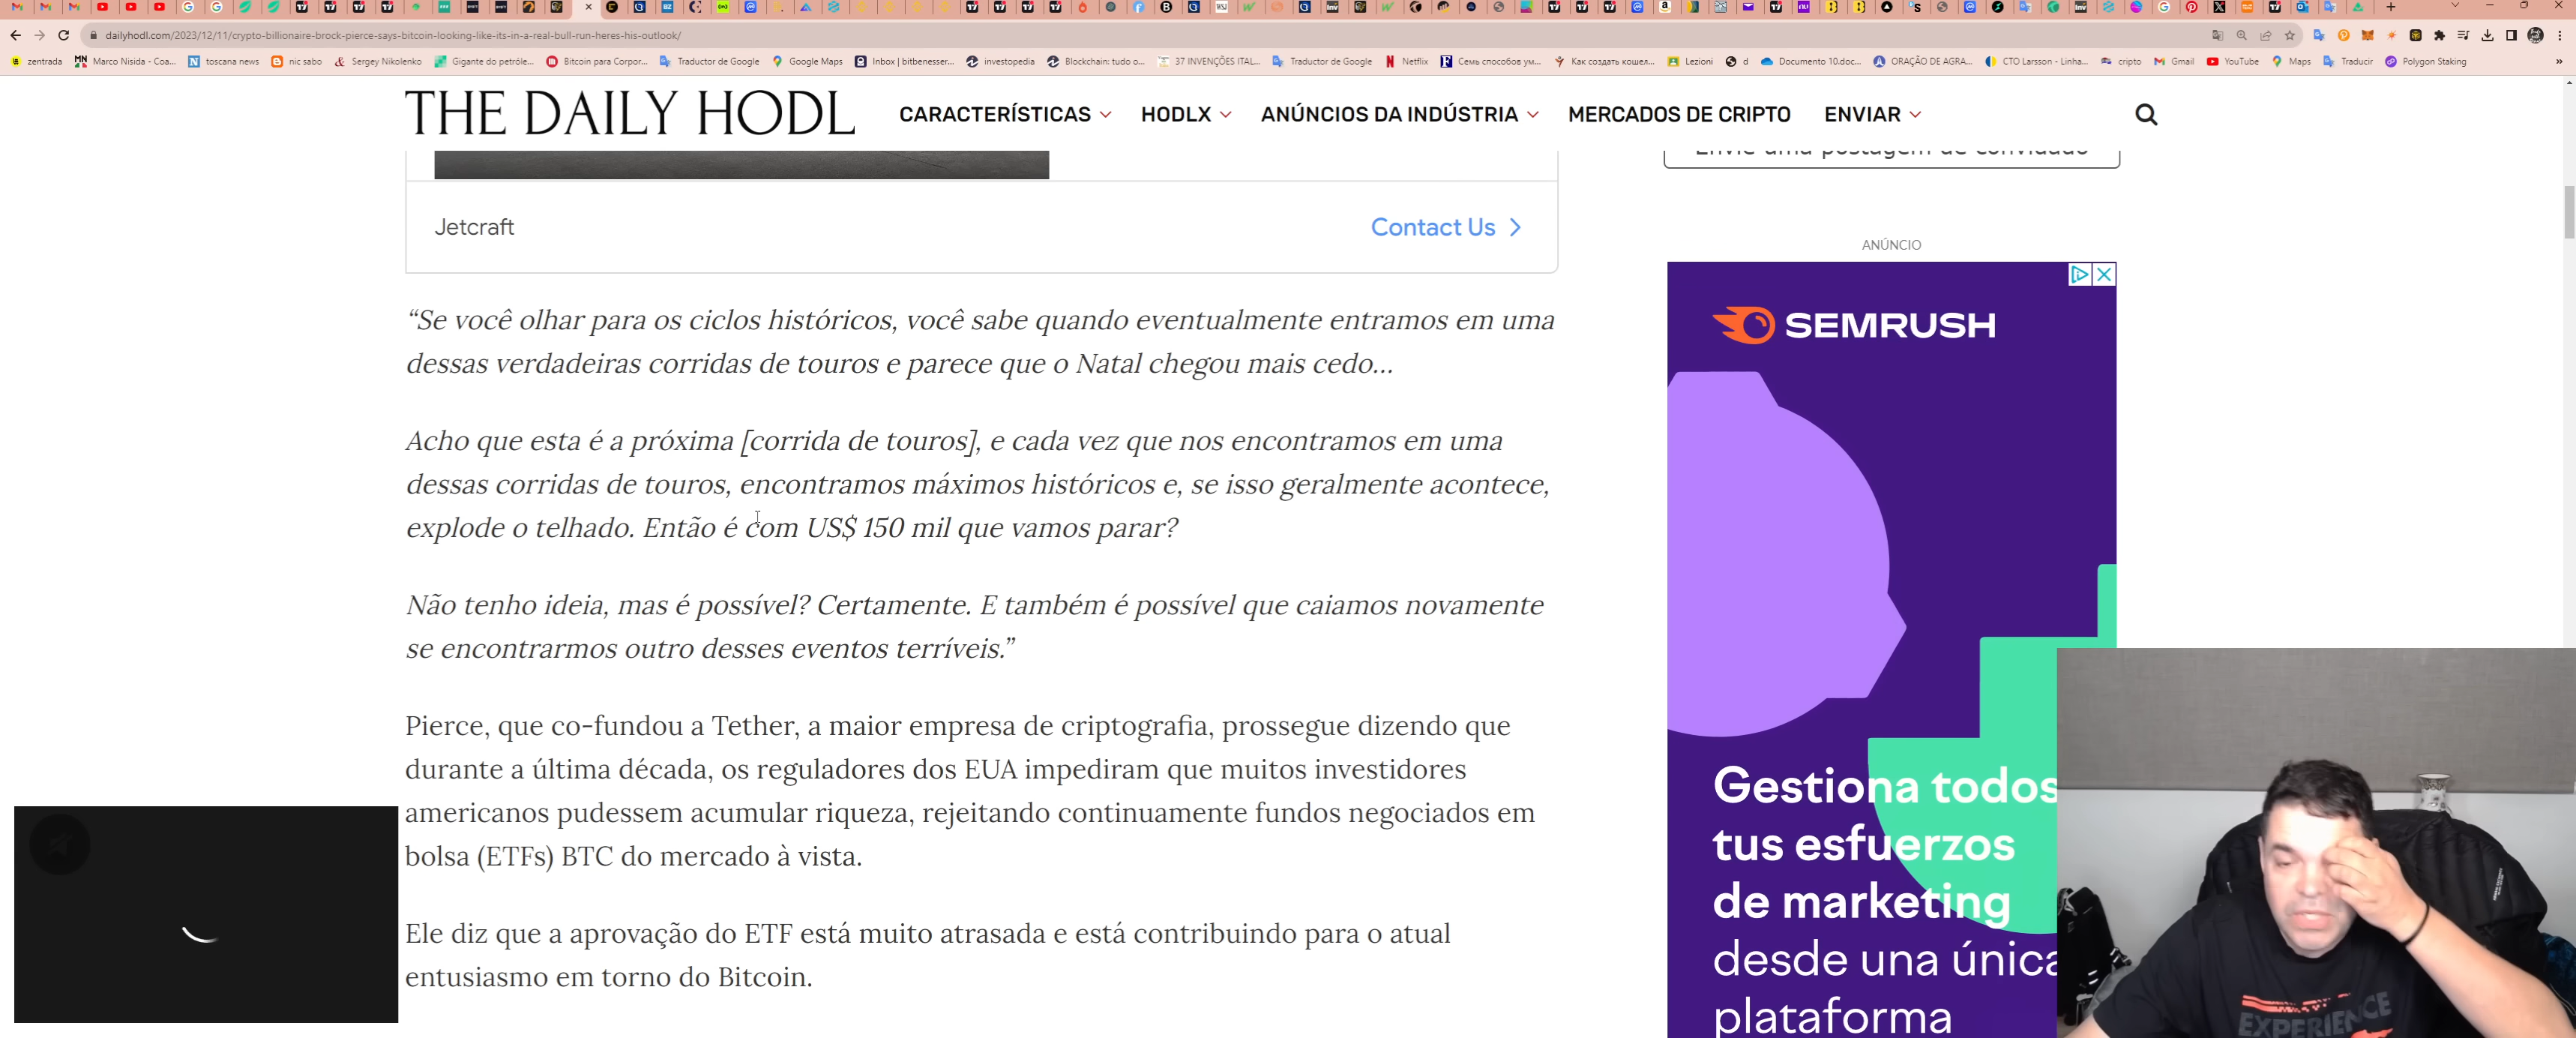 dailyhodl.com/2023/12/11/crypto-billionaire-brock-pierce-says-bitcoin-looking-like-its-in-a-real-bull-run-heres-his-outlook/
zentrada
Marco Nisida - Coa...
toscana news
nic sabo
Sergey Nikolenko
Gigante do petróle...
Bitcoin para Corpor...
Traductor de Google
Google Maps
Inbox | bitbenesser...
investopedia
Blockchain: tudo o...
37 INVENÇÕES ITAL...
Traductor de Google
Netflix
Семь способов ум...
Как создать кошел...
Lezioni
d
Documento 10.doc...
ORAÇÃO DE AGRA...
CTO Larsson - Linha...
cripto
Gmail
YouTube
Maps
Traducir
Polygon Staking
THE DAILY HODL
CARACTERÍSTICAS
HODLX
ANÚNCIOS DA INDÚSTRIA
MERCADOS DE CRIPTO
ENVIAR
Envie uma postagem de convidado
Jetcraft
Contact Us
“Se você olhar para os ciclos históricos, você sabe quando eventualmente entramos em uma
dessas verdadeiras corridas de touros e parece que o Natal chegou mais cedo…
Acho que esta é a próxima [corrida de touros], e cada vez que nos encontramos em uma
dessas corridas de touros, encontramos máximos históricos e, se isso geralmente acontece,
explode o telhado. Então é com US$ 150 mil que vamos parar?
Não tenho ideia, mas é possível? Certamente. E também é possível que caiamos novamente
se encontrarmos outro desses eventos terríveis.”
Pierce, que co-fundou a Tether, a maior empresa de criptografia, prossegue dizendo que
durante a última década, os reguladores dos EUA impediram que muitos investidores
americanos pudessem acumular riqueza, rejeitando continuamente fundos negociados em
bolsa (ETFs) BTC do mercado à vista.
Ele diz que a aprovação do ETF está muito atrasada e está contribuindo para o atual
entusiasmo em torno do Bitcoin.
ANÚNCIO
SEMRUSH
Gestiona todos
tus esfuerzos
de marketing
desde una única
plataforma
EXPERIENCE